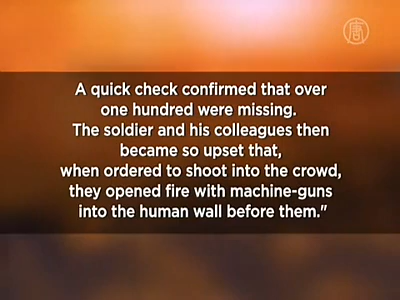 唐
A quick check confirmed that over
one hundred were missing.
The soldier and his colleagues then
became so upset that,
when ordered to shoot into the crowd,
they opened fire with machine-guns
into the human wall before them."